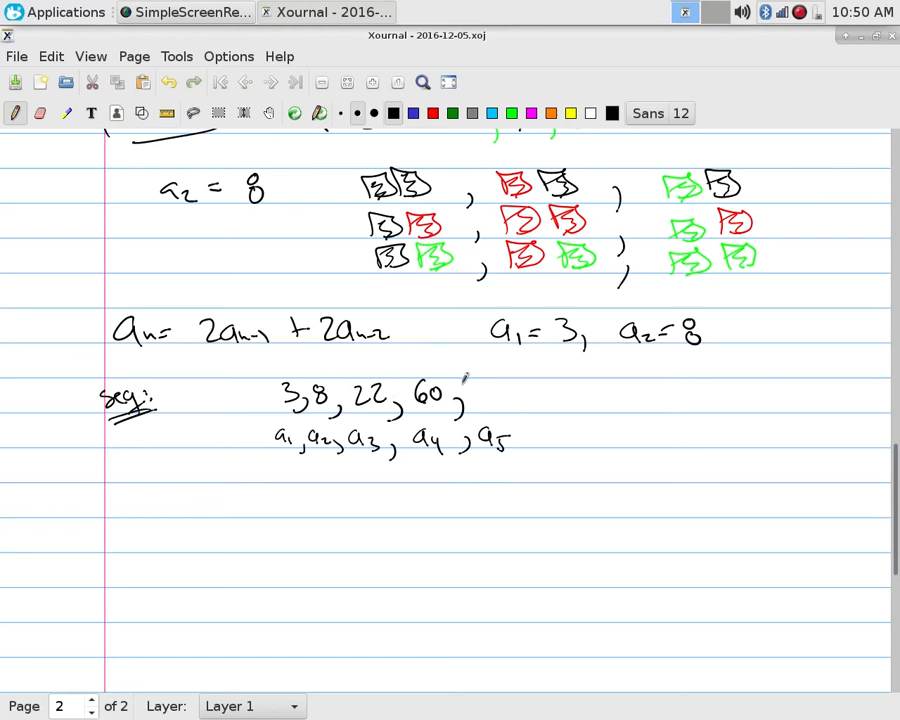 Applications SimpleScreenRe... Xournal - 2016-... 10:50 AM
Xournal - 2016-12-05.xoj
File Edit View Page Tools Options Help
Sans 12
a2 = 8
, ,
, ,
, ,
an= 2an-1 + 2an-2 a1 = 3, a2 = 8
seq: 3, 8, 22, 60,
a1, a2, a3, a4, a5
Page 2 of 2 Layer: Layer 1